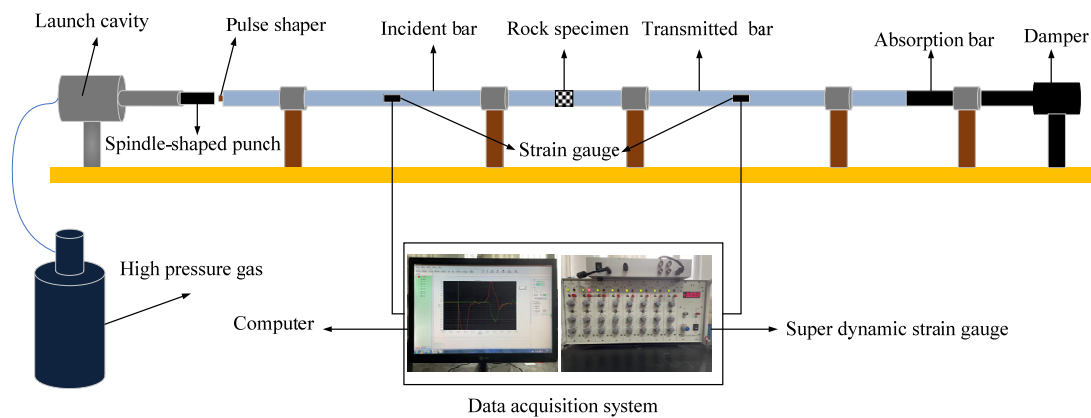 Launch cavity
Pulse shaper
Incident bar
Rock specimen
Transmitted bar
Absorption bar
Damper
Spindle-shaped punch
Strain gauge
High pressure gas
Computer
Super dynamic strain gauge
Data acquisition system